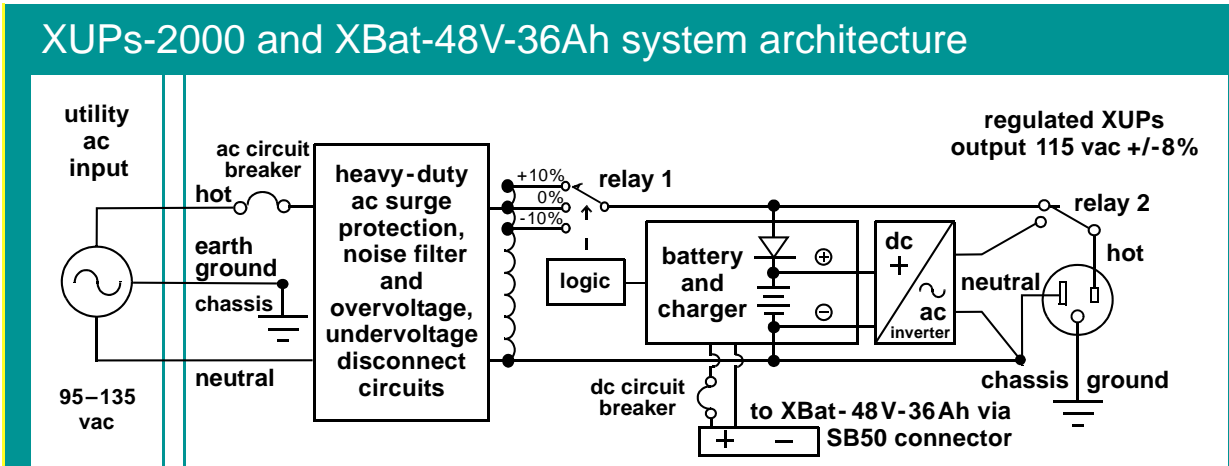 XUPs-2000 and XBat-48V-36Ah system architecture
utility
ac
input
95–135
vac
hot
ac circuit
breaker
earth
ground
chassis
neutral
heavy-duty
ac surge
protection,
noise filter
and
overvoltage,
undervoltage
disconnect
circuits
+10%
0%
-10%
relay 1
logic
battery
and
charger
+
−
dc circuit
breaker
+ −
to XBat-48V-36Ah via
SB50 connector
dc
+
ac
inverter
regulated XUPs
output 115 vac +/-8%
relay 2
hot
neutral
chassis ground